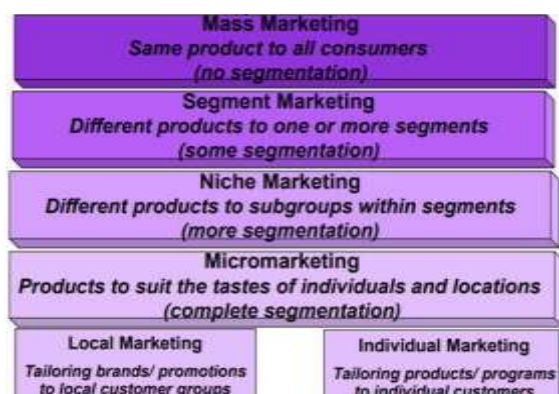 Mass Marketing
Same product to all consumers
(no segmentation)
Segment Marketing
Different products to one or more segments
(some segmentation)
Niche Marketing
Different products to subgroups within segments
(more segmentation)
Micromarketing
Products to suit the tastes of individuals and locations
(complete segmentation)
Local Marketing
Tailoring brands/ promotions
to local customer groups
Individual Marketing
Tailoring products/ programs
to individual customers